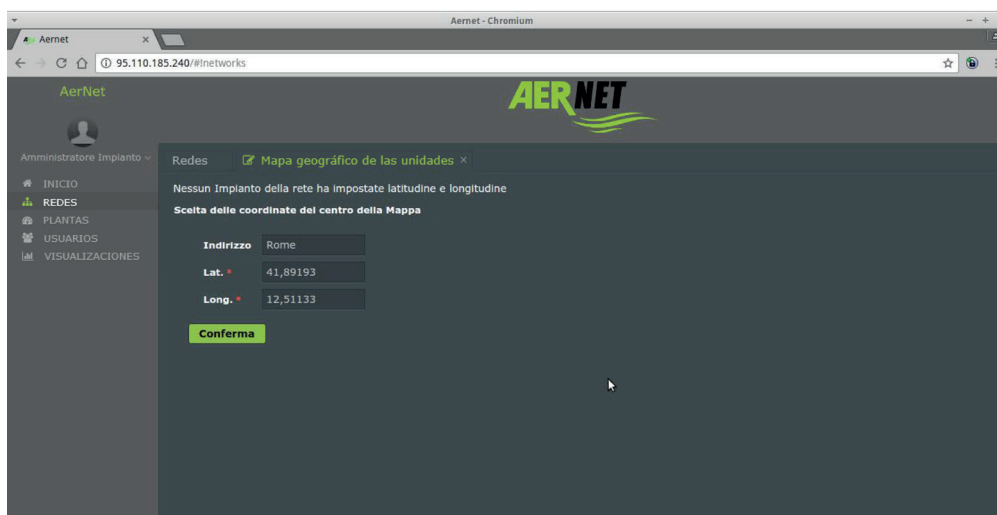 Aernet - Chromium
Aernet
95.110.185.240/#!networks
AerNet
AERNET
Amministratore Impianto
Redes
Mapa geográfico de las unidades
INICIO
REDES
PLANTAS
USUARIOS
VISUALIZACIONES
Nessun Impianto della rete ha impostate latitudine e longitudine
Scelta delle coordinate del centro della Mappa
Indirizzo Rome
Lat. * 41,89193
Long. * 12,51133
Conferma